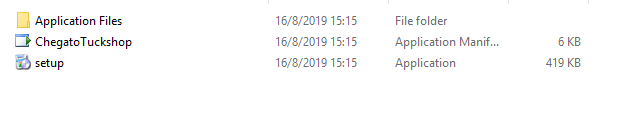 Application Files 16/8/2019 15:15 File folder
ChegatoTuckshop 16/8/2019 15:15 Application Manif... 6 KB
setup 16/8/2019 15:15 Application 419 KB